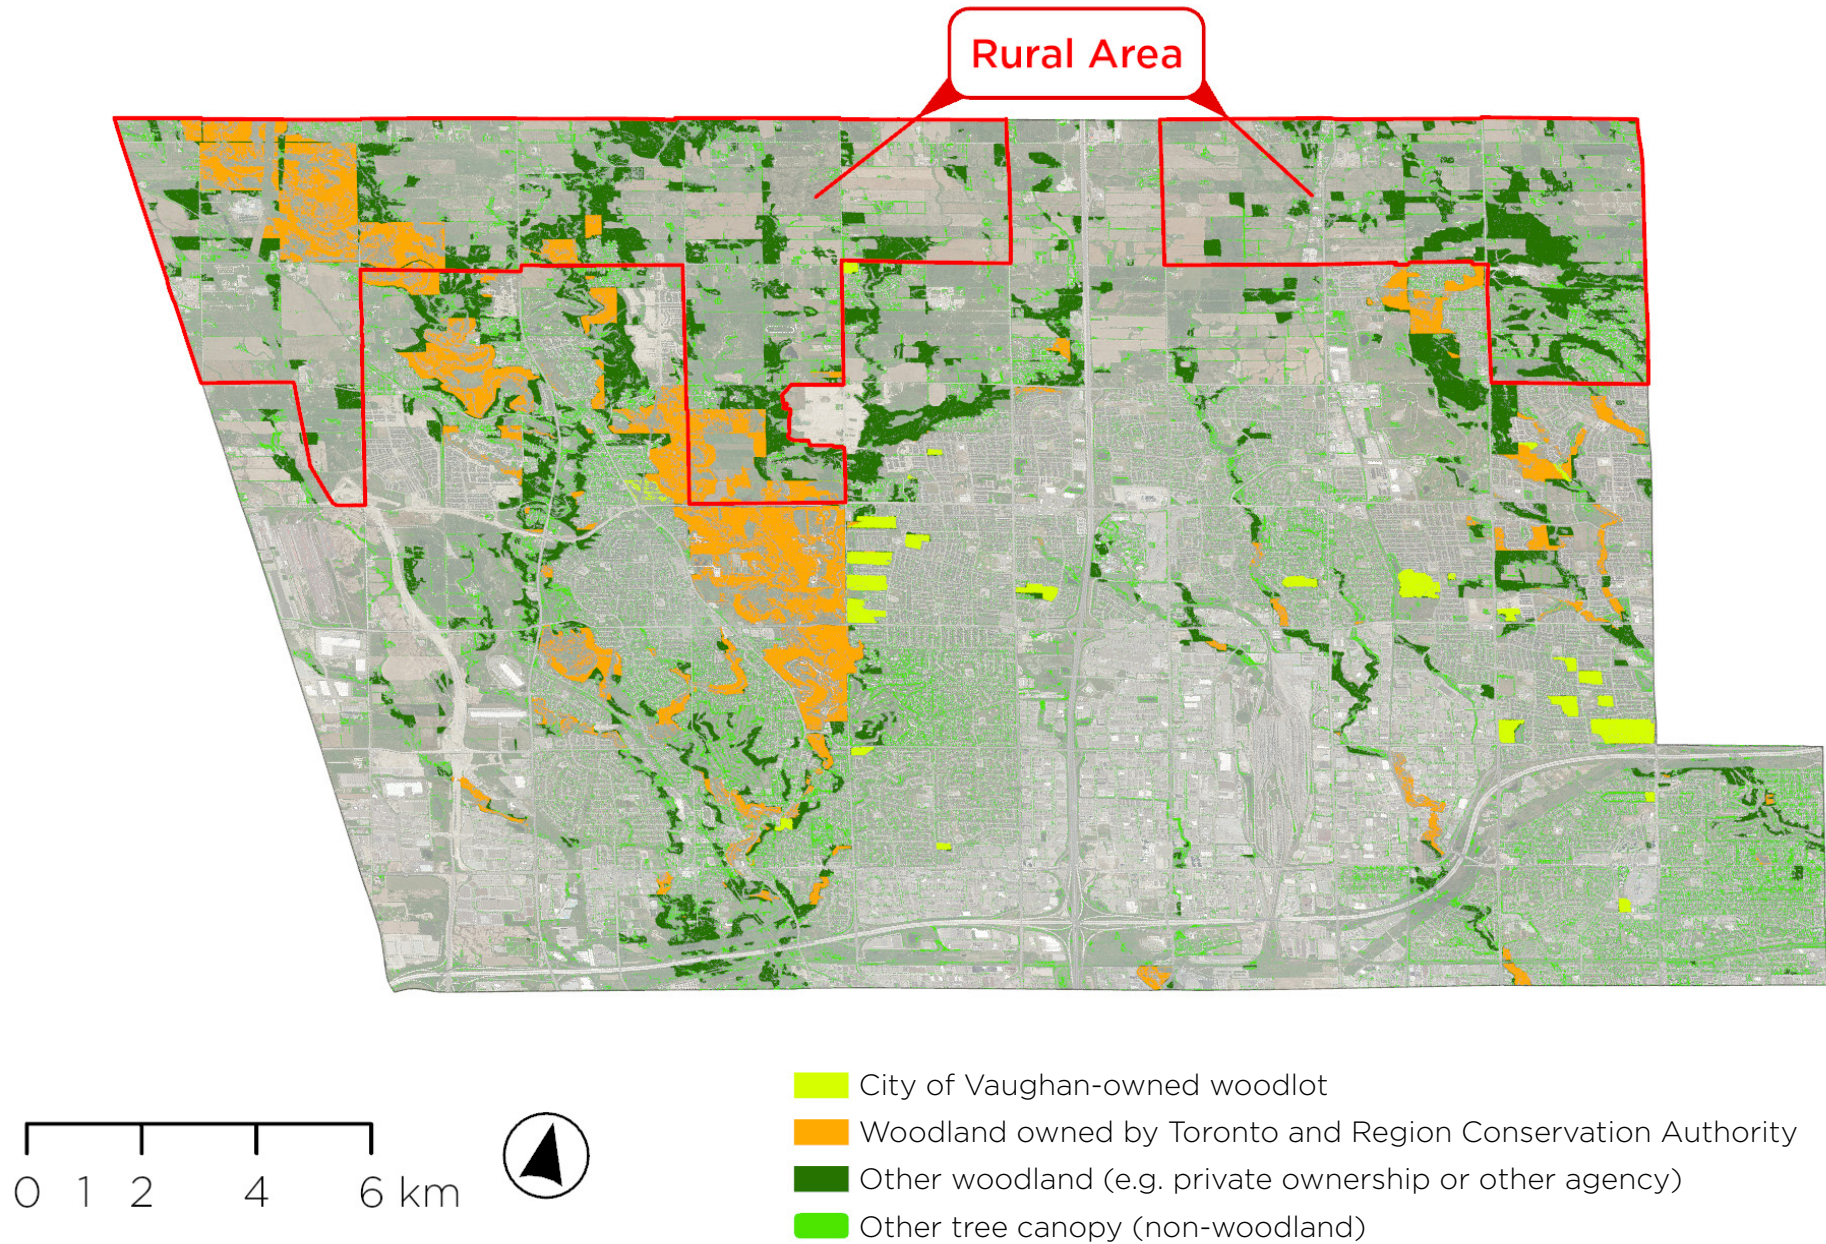 Rural Area
City of Vaughan-owned woodlot
Woodland owned by Toronto and Region Conservation Authority
Other woodland (e.g. private ownership or other agency)
Other tree canopy (non-woodland)
0 1 2 4 6 km